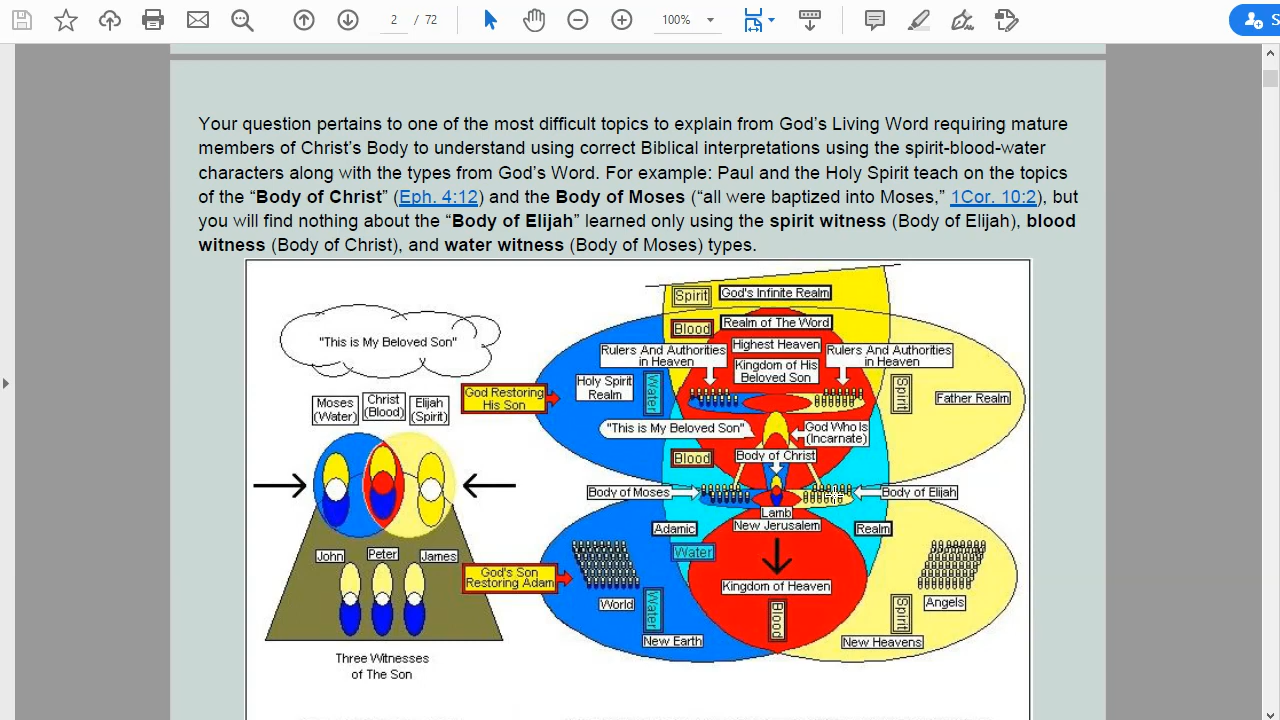 2 / 72
100%
S
Your question pertains to one of the most difficult topics to explain from God's Living Word requiring mature
members of Christ's Body to understand using correct Biblical interpretations using the spirit-blood-water
characters along with the types from God's Word. For example: Paul and the Holy Spirit teach on the topics
of the “Body of Christ” (Eph. 4:12) and the Body of Moses (“all were baptized into Moses,” 1Cor. 10:2), but
you will find nothing about the “Body of Elijah” learned only using the spirit witness (Body of Elijah), blood
witness (Body of Christ), and water witness (Body of Moses) types.
"This is My Beloved Son"
Moses
(Water)
Christ
(Blood)
Elijah
(Spirit)
John
Peter
James
Three Witnesses
of The Son
God Restoring
His Son
God's Son
Restoring Adam
Spirit
God's Infinite Realm
Blood
Realm of The Word
Highest Heaven
Rulers And Authorities
in Heaven
Kingdom of His
Beloved Son
Rulers And Authorities
in Heaven
Holy Spirit
Realm
Water
Spirit
Father Realm
"This is My Beloved Son"
God Who Is
(Incarnate)
Blood
Body of Christ
Body of Moses
Body of Elijah
Lamb
New Jerusalem
Adamic
Realm
Water
Kingdom of Heaven
World
Water
Blood
Spirit
Angels
New Earth
New Heavens